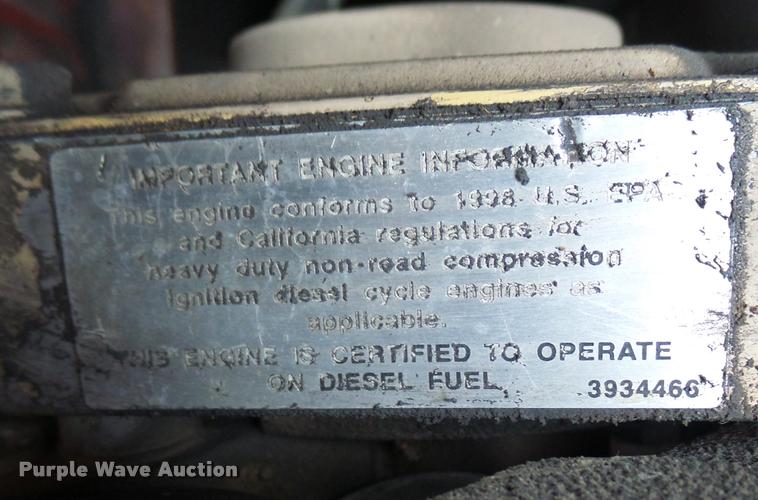 IMPORTANT ENGINE INFORMATION
This engine conforms to 1998 U.S. EPA
and California regulations for
heavy duty non-road compression
ignition diesel cycle engines as
applicable.
THIS ENGINE IS CERTIFIED TO OPERATE
ON DIESEL FUEL 3934466
Purple Wave Auction